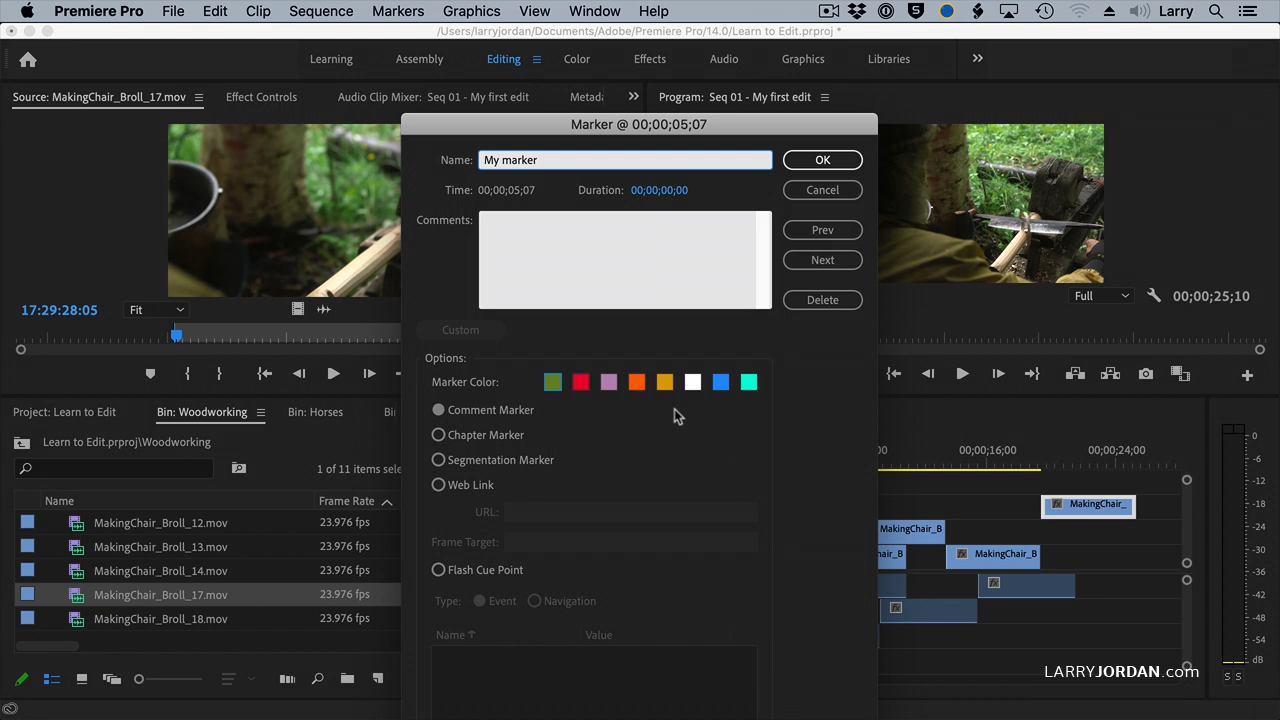 Premiere Pro File Edit Clip Sequence Markers Graphics View Window Help Larry
/Users/larryjordan/Documents/Adobe/Premiere Pro/14.0/Learn to Edit.prproj *
Learning Assembly Editing Color Effects Audio Graphics Libraries
Source: MakingChair_Broll_17.mov Effect Controls Audio Clip Mixer: Seq 01 - My first edit Metada Program: Seq 01 - My first edit
Marker @ 00;00;05;07
Name: My marker OK
Time: 00;00;05;07 Duration: 00;00;00;00 Cancel
Comments:
Prev
Next
Delete
17:29:28:05 Fit Full 00;00;25;10
Custom
Options:
Marker Color:
Comment Marker
Chapter Marker
Segmentation Marker
Web Link
URL:
Frame Target:
Flash Cue Point
Type: Event Navigation
Name Value
Project: Learn to Edit Bin: Woodworking Bin: Horses
Learn to Edit.prproj\Woodworking
1 of 11 items sele
Name Frame Rate
MakingChair_Broll_12.mov 23.976 fps
MakingChair_Broll_13.mov 23.976 fps
MakingChair_Broll_14.mov 23.976 fps
MakingChair_Broll_17.mov 23.976 fps
MakingChair_Broll_18.mov 23.976 fps
00 00;00;16;00 00;00;24;00
fx MakingChair_
MakingChair_B
hair_B fx MakingChair_B
fx
fx
0
-6
-12
-18
-24
-30
-36
-42
-48
-54
dB
S S
LARRYJORDAN.com